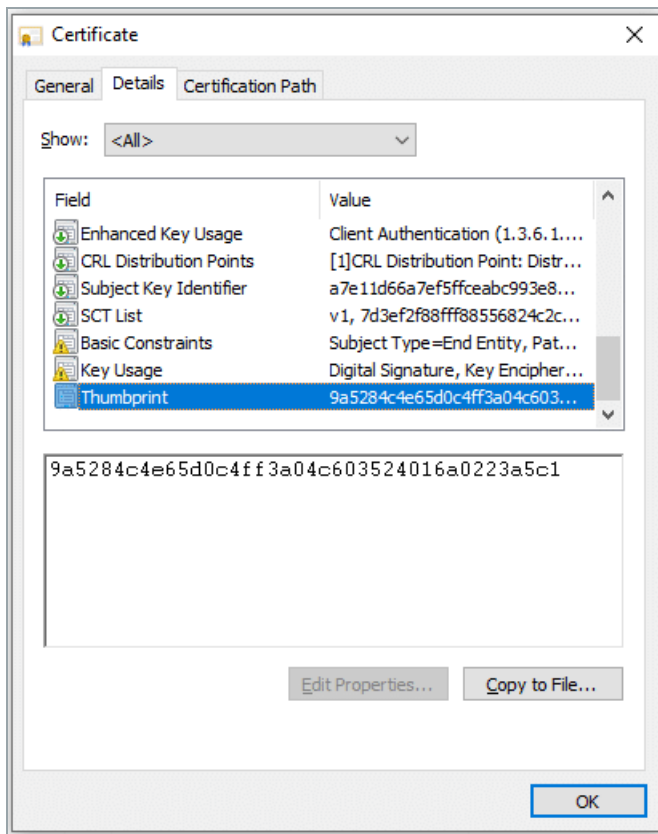 Certificate
General Details Certification Path
Show: <All>
Field Value
Enhanced Key Usage Client Authentication (1.3.6.1....
CRL Distribution Points [1]CRL Distribution Point: Distr...
Subject Key Identifier a7e11d66a7ef5ffceabc993e8...
SCT List v1, 7d3ef2f88fff88556824c2c...
Basic Constraints Subject Type=End Entity, Pat...
Key Usage Digital Signature, Key Encipher...
Thumbprint 9a5284c4e65d0c4ff3a04c603...
9a5284c4e65d0c4ff3a04c603524016a0223a5c1
Edit Properties... Copy to File...
OK